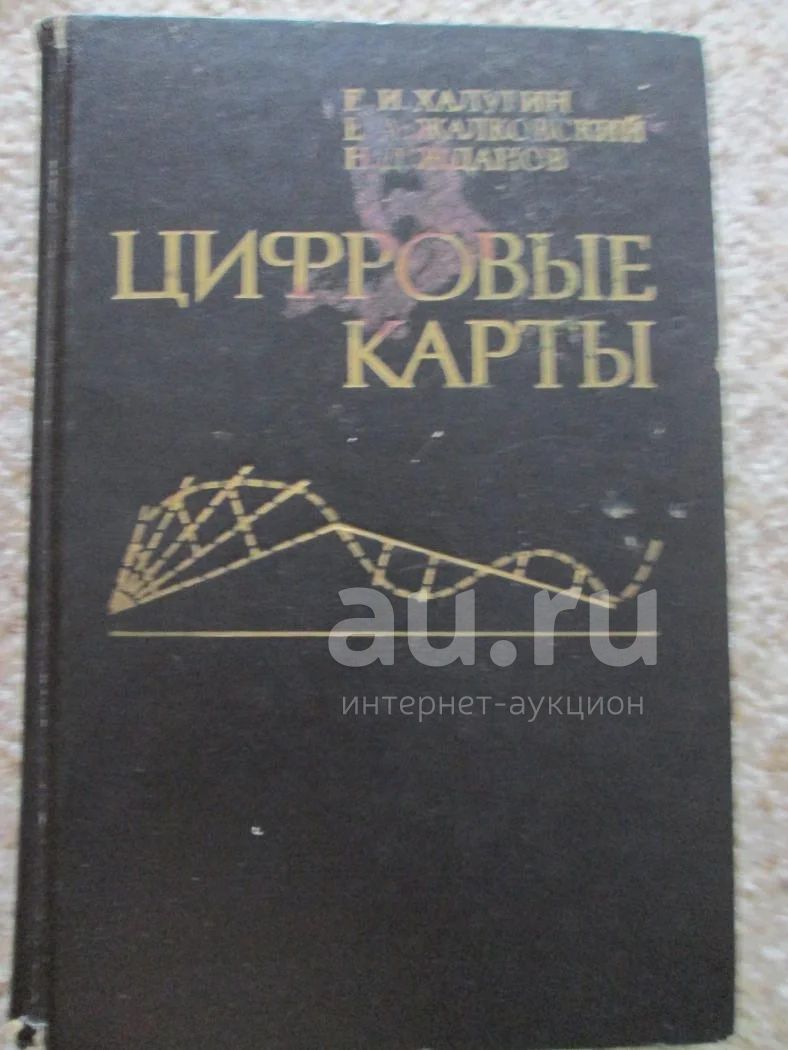 Е. И. ХАЛУГИН
Е. А. ЖАЛКОВСКИЙ
Н. Д. ЖДАНОВ
ЦИФРОВЫЕ
КАРТЫ
au.ru
интернет-аукцион